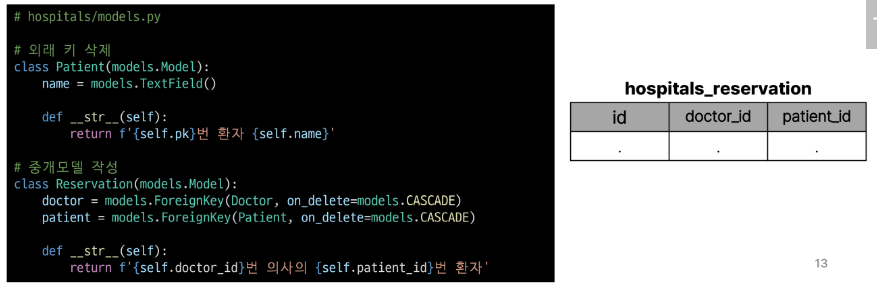 # hospitals/models.py
# 외래 키 삭제
class Patient(models.Model):
    name = models.TextField()
    def __str__(self):
        return f'{self.pk}번 환자 {self.name}'
# 중개모델 작성
class Reservation(models.Model):
    doctor = models.ForeignKey(Doctor, on_delete=models.CASCADE)
    patient = models.ForeignKey(Patient, on_delete=models.CASCADE)
    def __str__(self):
        return f'{self.doctor_id}번 의사의 {self.patient_id}번 환자'
hospitals_reservation
id doctor_id patient_id
. . .
13